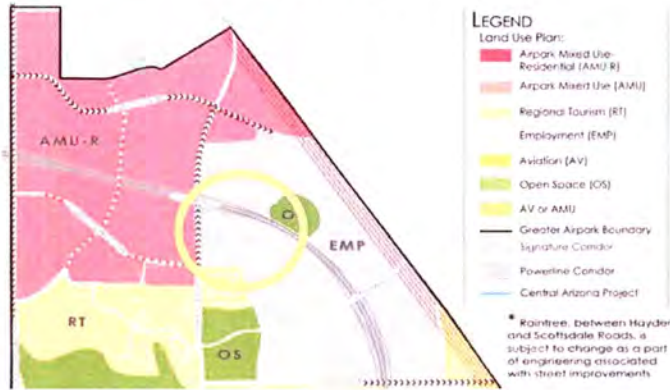 LEGEND
Land Use Plan:
Airpark Mixed Use-
Residential (AMU R)
Airpark Mixed Use (AMU)
Regional Tourism (RT)
Employment (EMP)
Aviation (AV)
Open Space (OS)
AV or AMU
Greater Airpark Boundary
Signature Corridor
Powerline Corridor
Central Arizona Project
* Raintree, between Hayden
and Scottsdale Roads, is
subject to change as a part
of engineering associated
with street improvements
AMU-R
O
EMP
RT
OS